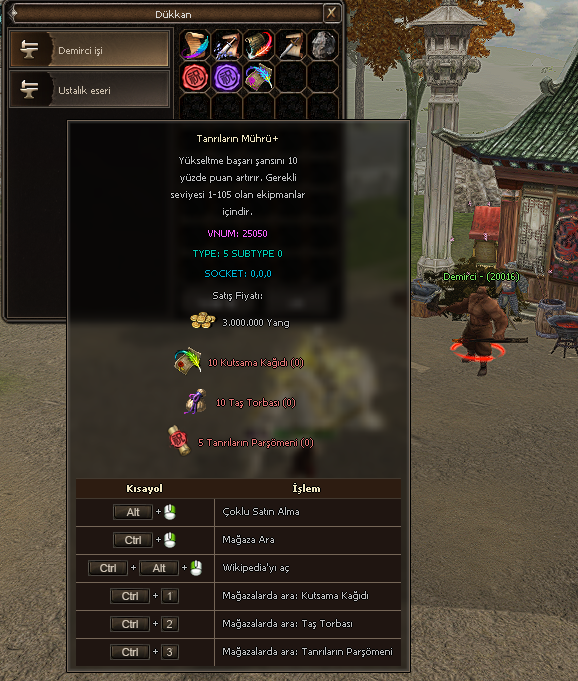 Dükkan
X
Demirci işi
Ustalık eseri
Tanrıların Mührü+
Yükseltme başarı şansını 10
yüzde puan artırır. Gerekli
seviyesi 1-105 olan ekipmanlar
içindir.
VNUM: 25050
TYPE: 5 SUBTYPE 0
SOCKET: 0,0,0
Satış Fiyatı:
3.000.000 Yang
10 Kutsama Kağıdı (0)
10 Taş Torbası (0)
5 Tanrıların Parşömeni (0)
Kısayol İşlem
Alt + Çoklu Satın Alma
Ctrl + Mağaza Ara
Ctrl + Alt + Wikipedia'yı aç
Ctrl + 1 Mağazalarda ara: Kutsama Kağıdı
Ctrl + 2 Mağazalarda ara: Taş Torbası
Ctrl + 3 Mağazalarda ara: Tanrıların Parşömeni
Demirci - (20016)